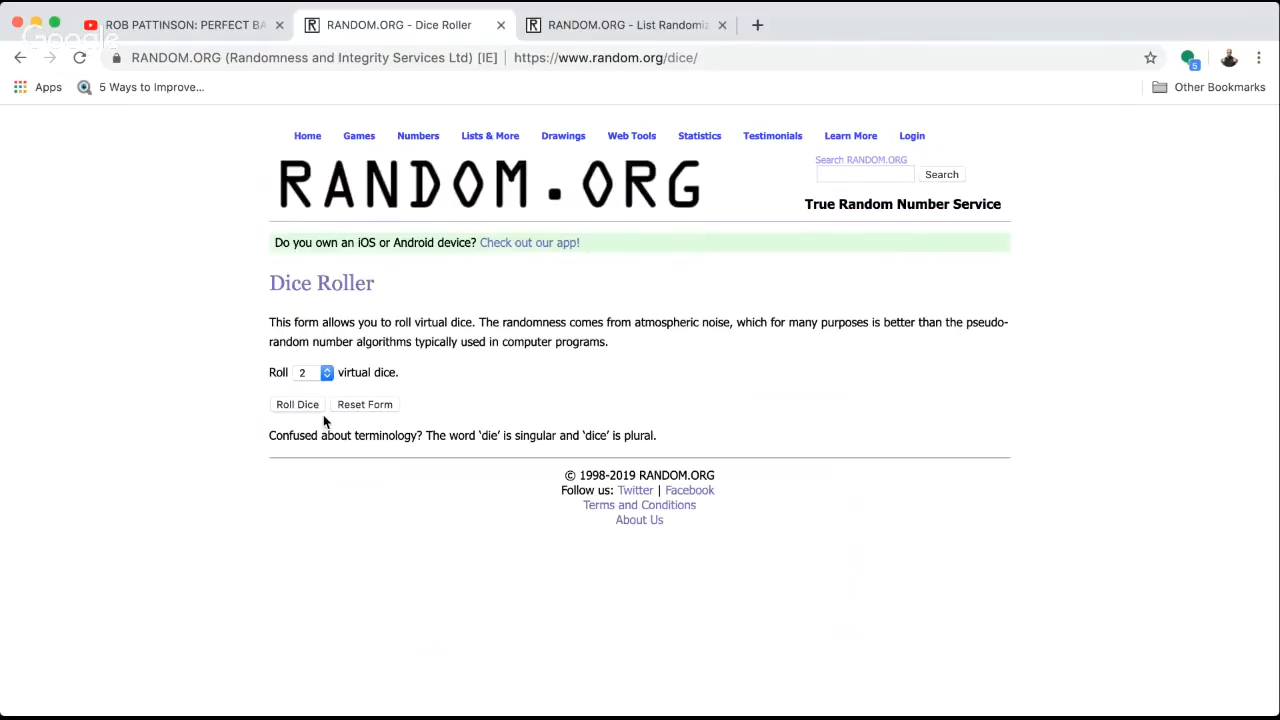 ROB PATTINSON: PERFECT BA
RANDOM.ORG - Dice Roller
RANDOM.ORG - List Randomiz
Google
RANDOM.ORG (Randomness and Integrity Services Ltd) [IE] | https://www.random.org/dice/
5
Apps
5 Ways to Improve...
Other Bookmarks
Home Games Numbers Lists & More Drawings Web Tools Statistics Testimonials Learn More Login
RANDOM.ORG
Search RANDOM.ORG
Search
True Random Number Service
Do you own an iOS or Android device? Check out our app!
Dice Roller
This form allows you to roll virtual dice. The randomness comes from atmospheric noise, which for many purposes is better than the pseudo-
random number algorithms typically used in computer programs.
Roll 2 virtual dice.
Roll Dice Reset Form
Confused about terminology? The word ‘die’ is singular and ‘dice’ is plural.
© 1998-2019 RANDOM.ORG
Follow us: Twitter | Facebook
Terms and Conditions
About Us